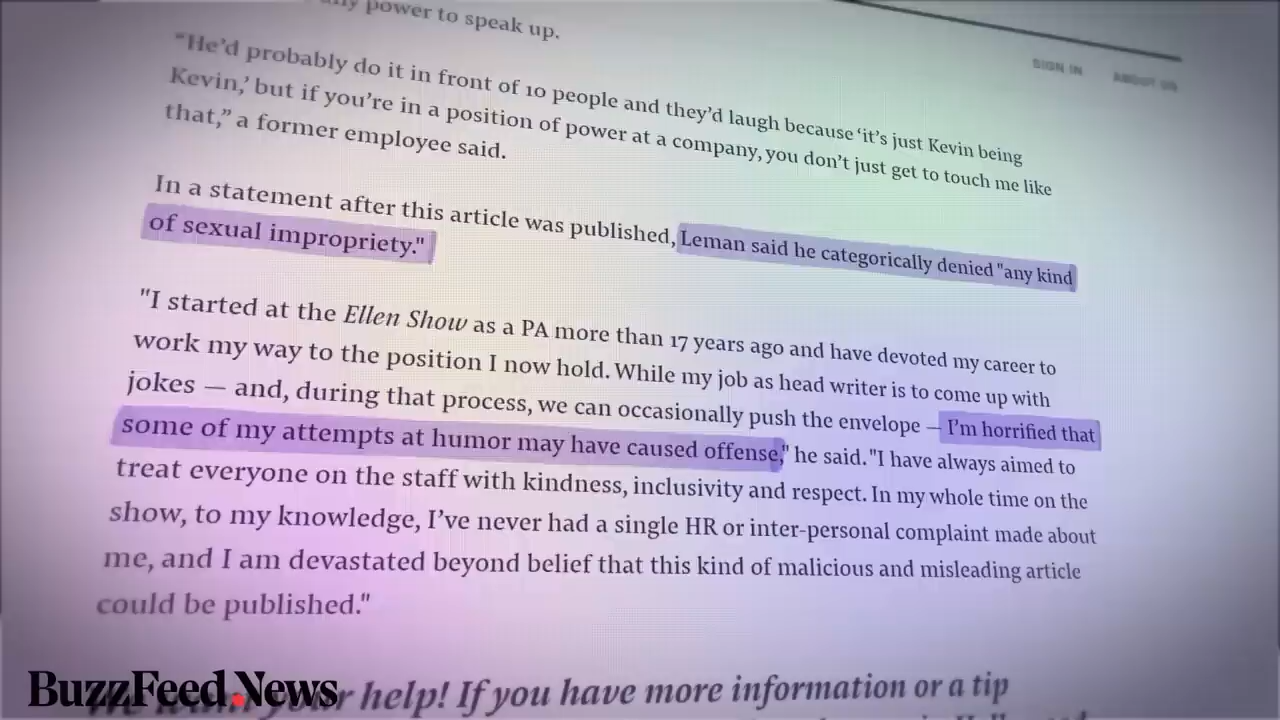 power to speak up.
SIGN IN ABOUT US
“He’d probably do it in front of 10 people and they’d laugh because ‘it’s just Kevin being
Kevin,’ but if you’re in a position of power at a company, you don’t just get to touch me like
that,” a former employee said.
In a statement after this article was published, Leman said he categorically denied "any kind
of sexual impropriety."
"I started at the Ellen Show as a PA more than 17 years ago and have devoted my career to
work my way to the position I now hold. While my job as head writer is to come up with
jokes — and, during that process, we can occasionally push the envelope — I’m horrified that
some of my attempts at humor may have caused offense," he said. "I have always aimed to
treat everyone on the staff with kindness, inclusivity and respect. In my whole time on the
show, to my knowledge, I’ve never had a single HR or inter-personal complaint made about
me, and I am devastated beyond belief that this kind of malicious and misleading article
could be published."
BuzzFeed.News
help! If you have more information or a tip